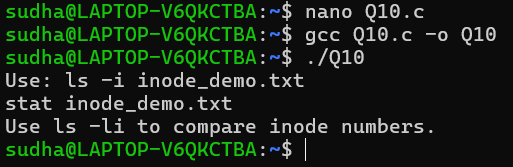 sudha@LAPTOP-V6QKCTBA:~$ nano Q10.c
sudha@LAPTOP-V6QKCTBA:~$ gcc Q10.c -o Q10
sudha@LAPTOP-V6QKCTBA:~$ ./Q10
Use: ls -i inode_demo.txt
stat inode_demo.txt
Use ls -li to compare inode numbers.
sudha@LAPTOP-V6QKCTBA:~$